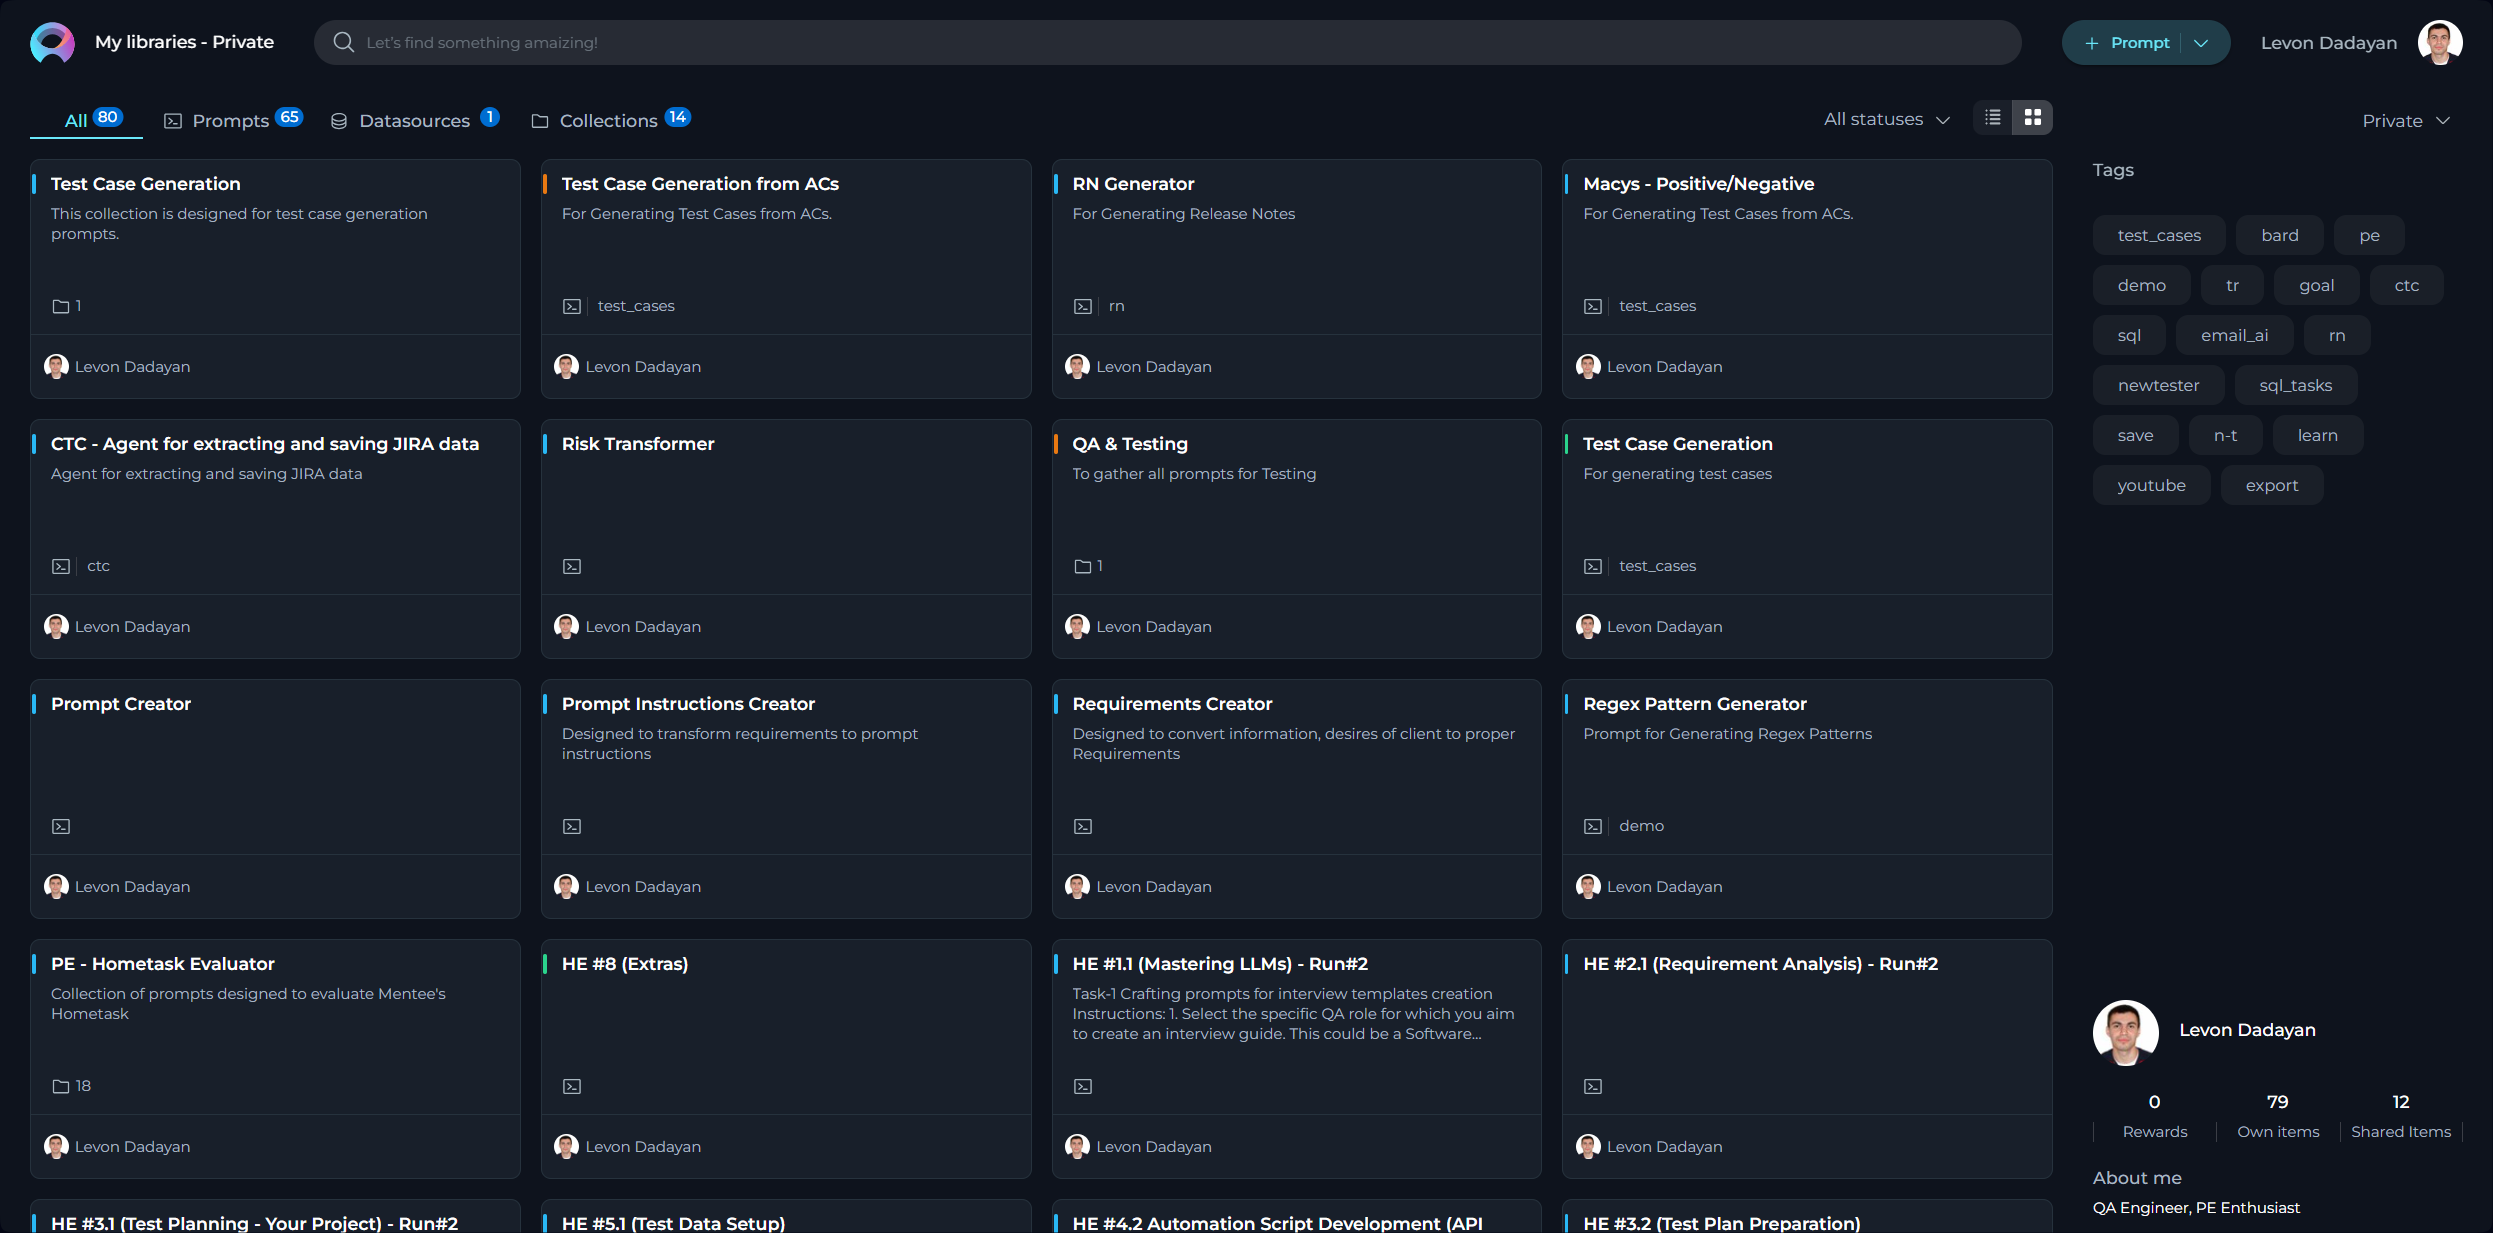 My libraries - Private
Let's find something amaizing!
Prompt
Levon Dadayan
All 80
Prompts 65
Datasources 1
Collections 14
All statuses
Private
Test Case Generation
This collection is designed for test case generation
prompts.
1
Levon Dadayan
Test Case Generation from ACs
For Generating Test Cases from ACs.
test_cases
Levon Dadayan
RN Generator
For Generating Release Notes
rn
Levon Dadayan
Macys - Positive/Negative
For Generating Test Cases from ACs.
test_cases
Levon Dadayan
CTC - Agent for extracting and saving JIRA data
Agent for extracting and saving JIRA data
ctc
Levon Dadayan
Risk Transformer
Levon Dadayan
QA & Testing
To gather all prompts for Testing
1
Levon Dadayan
Test Case Generation
For generating test cases
test_cases
Levon Dadayan
Prompt Creator
Levon Dadayan
Prompt Instructions Creator
Designed to transform requirements to prompt
instructions
Levon Dadayan
Requirements Creator
Designed to convert information, desires of client to proper
Requirements
Levon Dadayan
Regex Pattern Generator
Prompt for Generating Regex Patterns
demo
Levon Dadayan
PE - Hometask Evaluator
Collection of prompts designed to evaluate Mentee's
Hometask
18
Levon Dadayan
HE #8 (Extras)
Levon Dadayan
HE #1.1 (Mastering LLMs) - Run#2
Task-1 Crafting prompts for interview templates creation
Instructions: 1. Select the specific QA role for which you aim
to create an interview guide. This could be a Software...
Levon Dadayan
HE #2.1 (Requirement Analysis) - Run#2
Levon Dadayan
HE #3.1 (Test Planning - Your Project) - Run#2
HE #5.1 (Test Data Setup)
HE #4.2 Automation Script Development (API
HE #3.2 (Test Plan Preparation)
Tags
test_cases bard pe
demo tr goal ctc
sql email_ai rn
newtester sql_tasks
save n-t learn
youtube export
Levon Dadayan
0 79 12
Rewards Own items Shared Items
About me
QA Engineer, PE Enthusiast